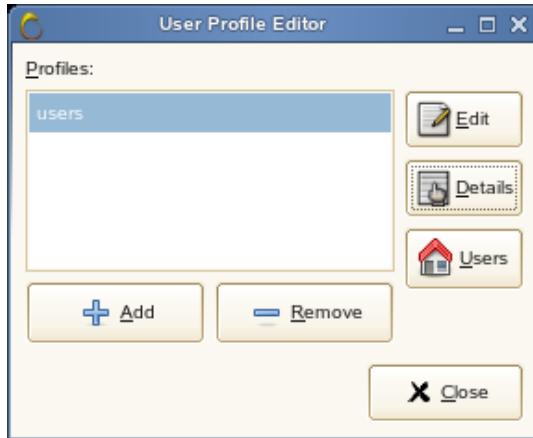 User Profile Editor
Profiles:
users
Edit
Details
Users
Add
Remove
Close